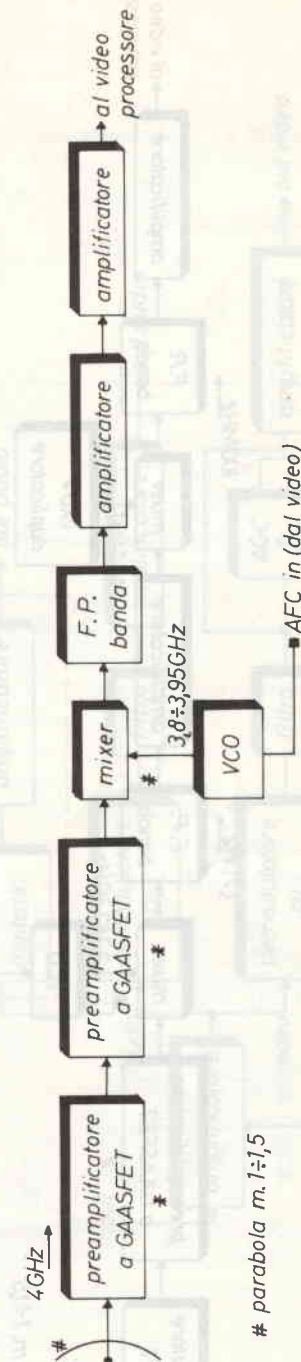 #
4GHz
preamplificatore
a GAASFET
#
preamplificatore
a GAASFET
#
mixer
#
3,8÷3,95GHz
VCO
AFC in (dal video)
F.P.
banda
amplificatore
amplificatore
al video
processore
# parabola m. 1÷1,5